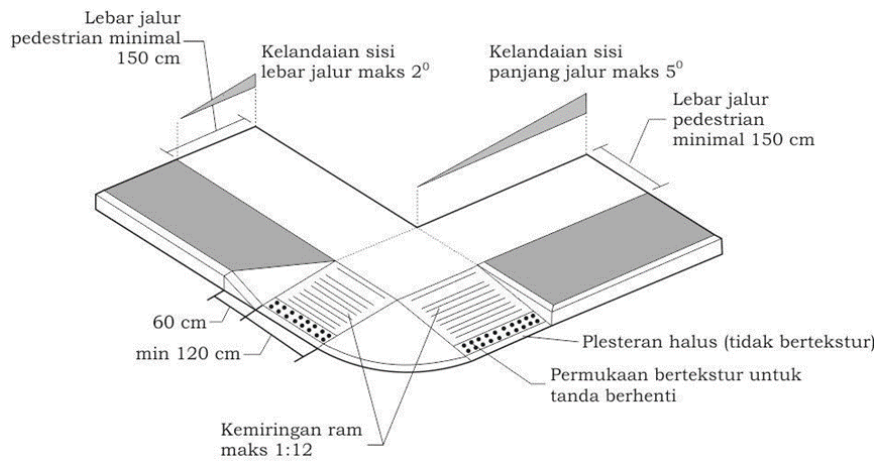 Lebar jalur
pedestrian minimal
150 cm
Kelandaian sisi
lebar jalur maks 2⁰
Kelandaian sisi
panjang jalur maks 5⁰
Lebar jalur
pedestrian
minimal 150 cm
60 cm
min 120 cm
Plesteran halus (tidak bertekstur)
Permukaan bertekstur untuk
tanda berhenti
Kemiringan ram
maks 1:12